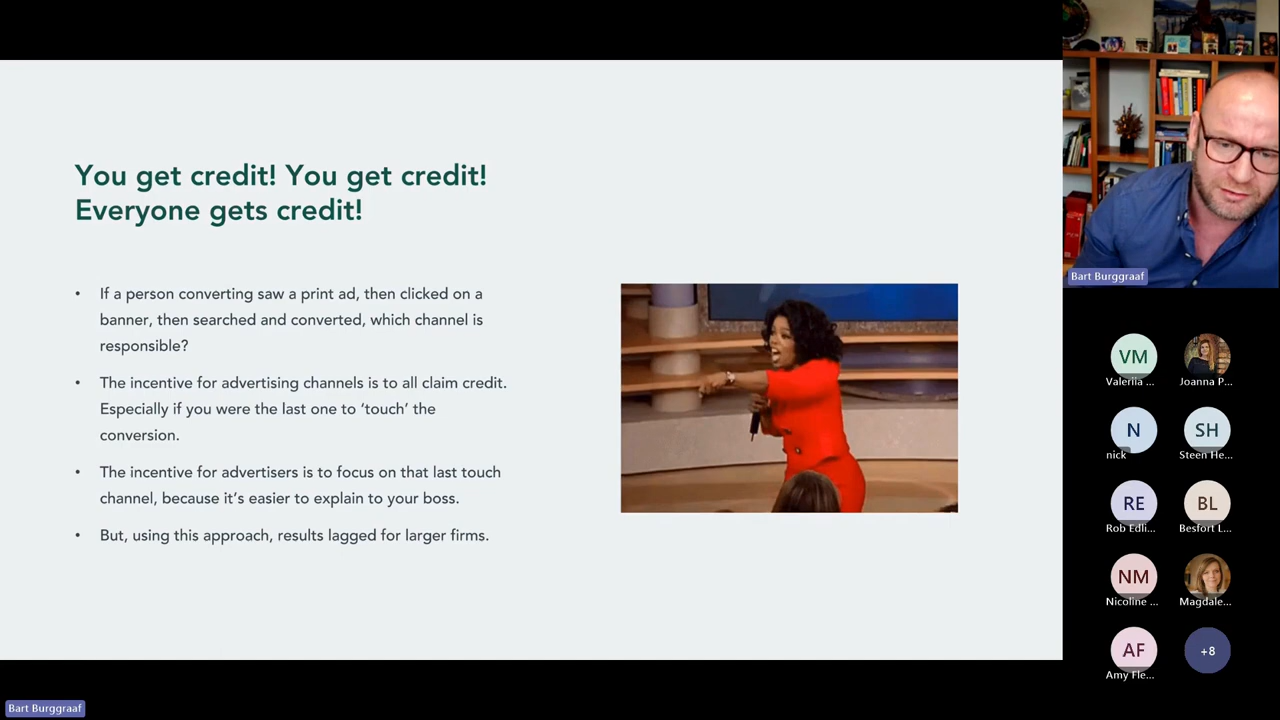 You get credit! You get credit!
Everyone gets credit!
• If a person converting saw a print ad, then clicked on a
banner, then searched and converted, which channel is
responsible?
• The incentive for advertising channels is to all claim credit.
Especially if you were the last one to ‘touch’ the
conversion.
• The incentive for advertisers is to focus on that last touch
channel, because it’s easier to explain to your boss.
• But, using this approach, results lagged for larger firms.
Bart Burggraaf
VM
Valeriia ...
Joanna P...
N
nick
SH
Steen He...
RE
Rob Edli...
BL
Besfort L...
NM
Nicoline ...
Magdale...
AF
Amy Fle...
+8
Bart Burggraaf